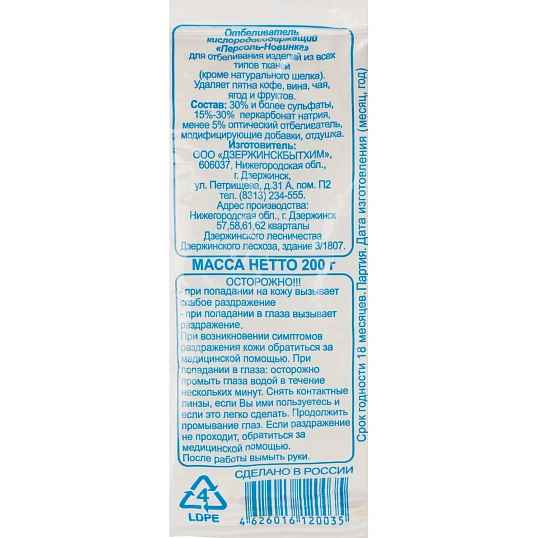 Отбеливатель
кислородосодержащий
«Персоль-Новинка»
для отбеливания изделий из всех
типов тканей
(кроме натурального шелка).
Удаляет пятна кофе, вина, чая,
ягод и фруктов.
Состав: 30% и более сульфаты,
15%-30% перкарбонат натрия,
менее 5% оптический отбеливатель,
модифицирующие добавки, отдушка.
Изготовитель:
ООО «ДЗЕРЖИНСКБЫТХИМ»,
606037, Нижегородская обл.,
г. Дзержинск,
ул. Петрищева, д.31 А, пом. П2
тел. (8313) 234-555.
Адрес производства:
Нижегородская обл., г. Дзержинск
57,58,61,62 кварталы
Дзержинского лесничества
Дзержинского лесхоза, здание 3/1807.
МАССА НЕТТО 200 г
ОСТОРОЖНО!!!
- при попадании на кожу вызывает
слабое раздражение
- при попадании в глаза вызывает
раздражение.
При возникновении симптомов
раздражения кожи обратиться за
медицинской помощью. При
попадании в глаза: осторожно
промыть глаза водой в течение
нескольких минут. Снять контактные
линзы, если Вы ими пользуетесь и
если это легко сделать. Продолжить
промывание глаз. Если раздражение
не проходит, обратиться за
медицинской помощью.
После работы вымыть руки.
СДЕЛАНО В РОССИИ
4
LDPE
4 626016 120035
Срок годности 18 месяцев. Партия. Дата изготовления (месяц, год)